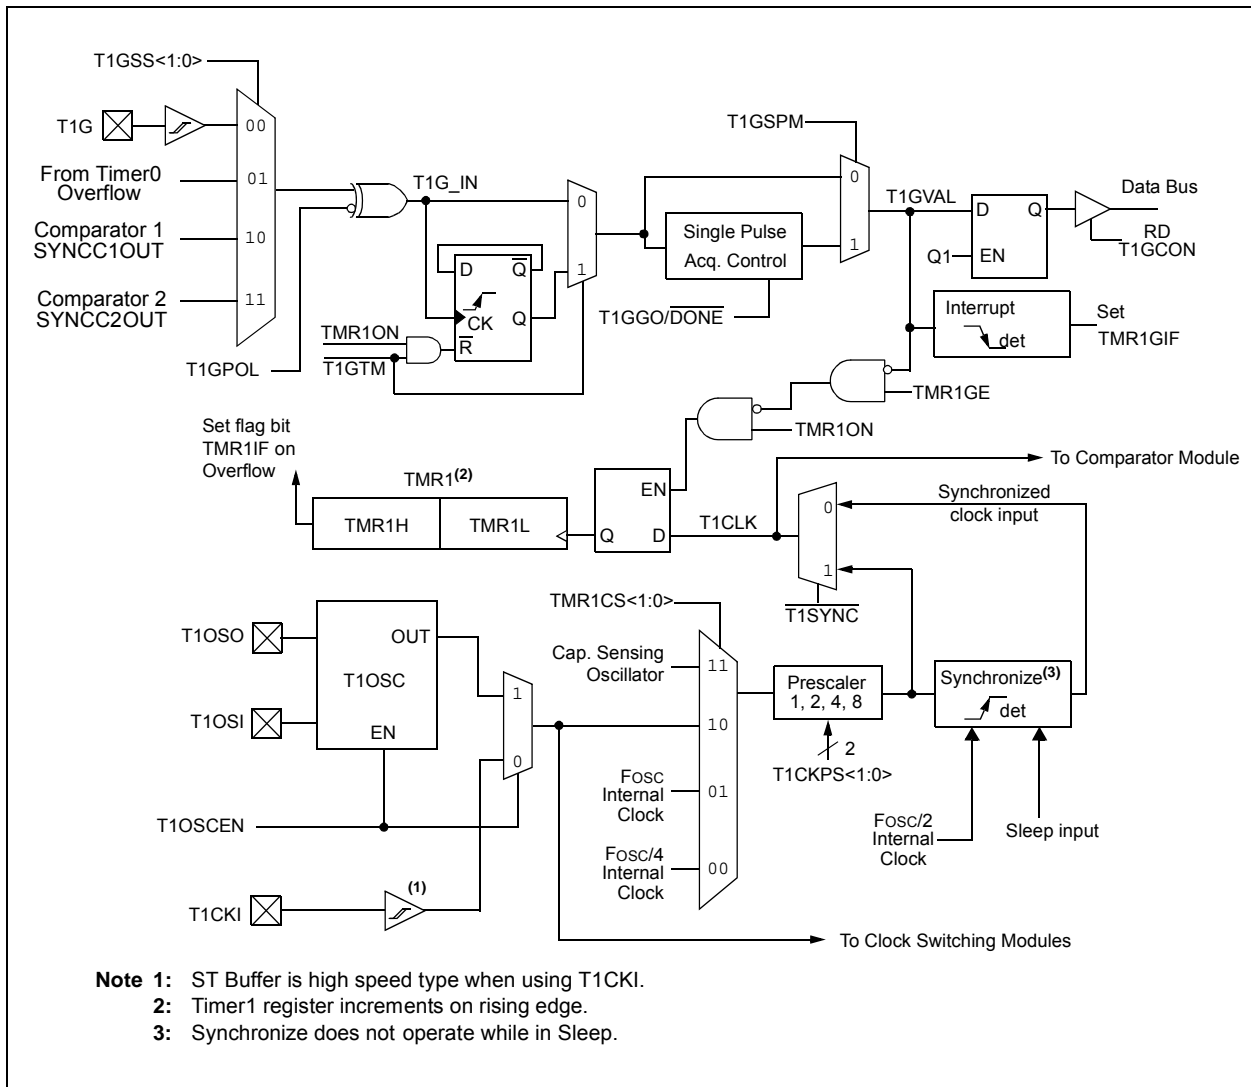 T1GSS<1:0>
T1G
00
From Timer0
Overflow
01
Comparator 1
SYNCC1OUT
10
Comparator 2
SYNCC2OUT
11
T1GPOL
T1G_IN
0
1
D
Q
CK
Q
R
TMR1ON
T1GTM
T1GSPM
0
1
Single Pulse
Acq. Control
T1GGO/DONE
T1GVAL
D
Q
Q1
EN
Data Bus
RD
T1GCON
Interrupt
det
Set
TMR1GIF
TMR1GE
TMR1ON
Set flag bit
TMR1IF on
Overflow
TMR1(2)
TMR1H
TMR1L
EN
Q
D
T1CLK
To Comparator Module
0
1
Synchronized
clock input
T1SYNC
T1OSO
T1OSI
OUT
T1OSC
EN
1
0
T1OSCEN
T1CKI
(1)
TMR1CS<1:0>
Cap. Sensing
Oscillator
11
10
FOSC
Internal
Clock
01
FOSC/4
Internal
Clock
00
Prescaler
1, 2, 4, 8
2
T1CKPS<1:0>
Synchronize(3)
det
FOSC/2
Internal
Clock
Sleep input
To Clock Switching Modules
Note 1: ST Buffer is high speed type when using T1CKI.
2: Timer1 register increments on rising edge.
3: Synchronize does not operate while in Sleep.